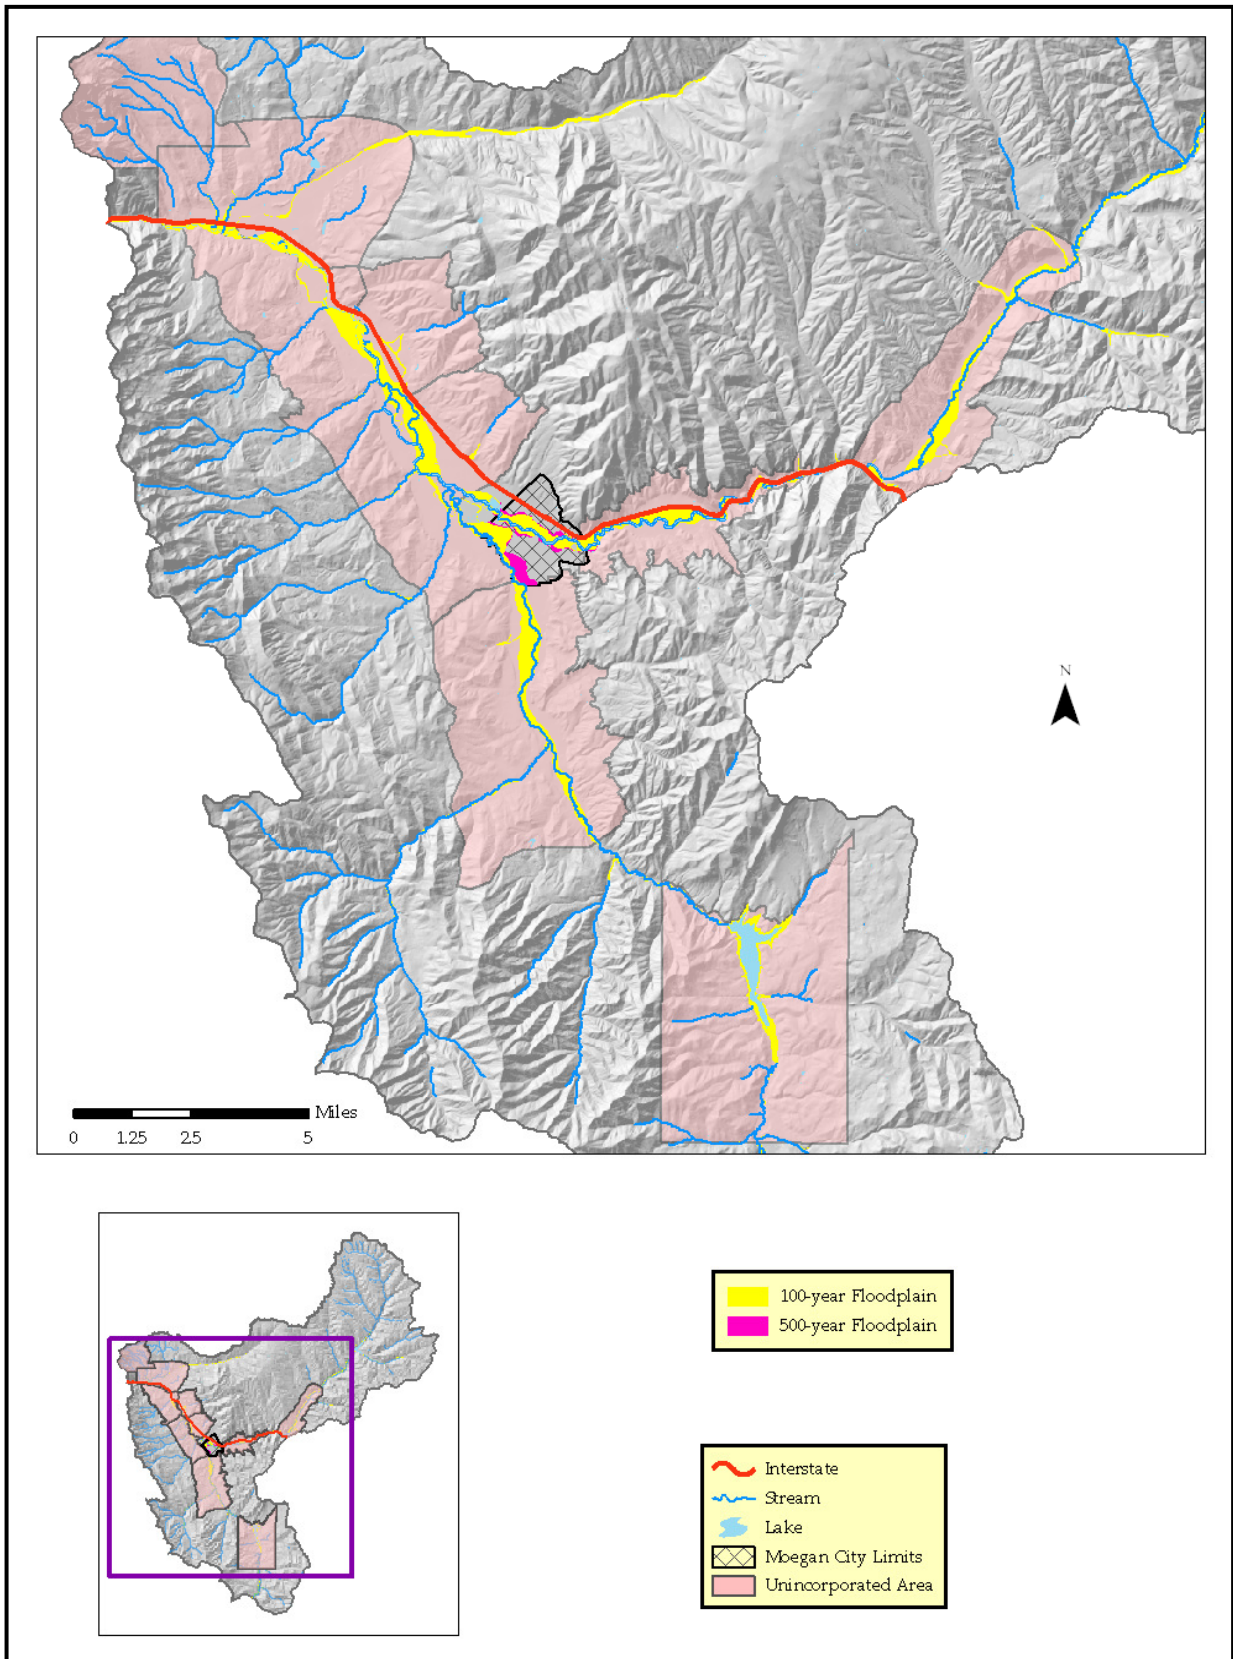 N
Miles
0 1.25 2.5 5
100-year Floodplain
500-year Floodplain
Interstate
Stream
Lake
Moegan City Limits
Unincorporated Area